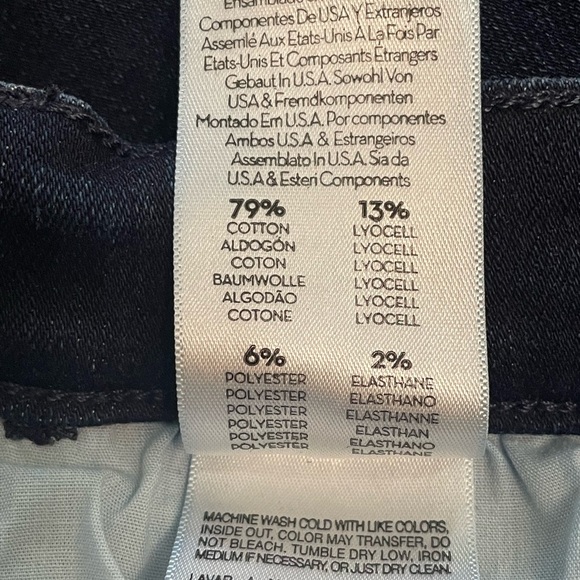 Componentes De USA Y Extranjeros
Assemlé Aux Etats-Unis À La Fois Par
Etats-Unis Et Composants Etrangers
Gebaut In U.S.A. Sowohl Von
USA & Fremdkomponenten
Montado Em U.S.A. Por componentes
Ambos U.S.A & Estrangeiros
Assemblato In U.S.A. Sia da
U.S.A & Esteri Components
79% 13%
COTTON LYOCELL
ALDOGÓN LYOCELL
COTON LYOCELL
BAUMWOLLE LYOCELL
ALGODÃO LYOCELL
COTONE LYOCELL
6% 2%
POLYESTER ELASTHANE
POLYESTER ELASTHANO
POLYESTER ELASTHANNE
POLYESTER ELASTHAN
POLYESTER ELASTHANO
POLYESTER ELASTHANE
MACHINE WASH COLD WITH LIKE COLORS,
INSIDE OUT, COLOR MAY TRANSFER, DO
NOT BLEACH. TUMBLE DRY LOW, IRON
MEDIUM IF NECESSARY, OR JUST DRY CLEAN.